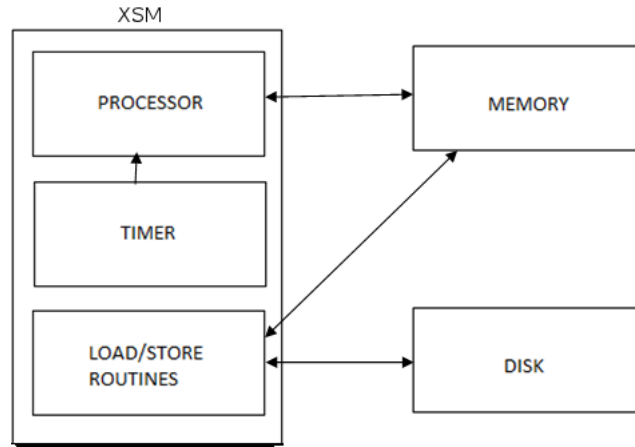 XSM
PROCESSOR
MEMORY
TIMER
LOAD/STORE
ROUTINES
DISK